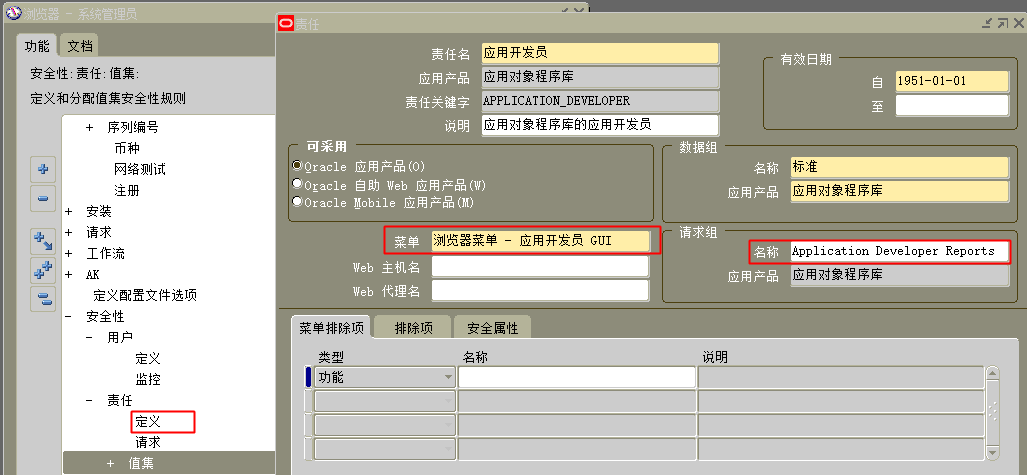 浏览器 - 系统管理员
功能 文档
安全性: 责任: 值集:
定义和分配值集安全性规则
+ 序列编号
币种
网络测试
注册
+ 安装
+ 请求
+ 工作流
+ AK
定义配置文件选项
- 安全性
- 用户
定义
监控
- 责任
定义
请求
+ 值集
责任
责任名 应用开发员
应用产品 应用对象程序库
责任关键字 APPLICATION_DEVELOPER
说明 应用对象程序库的应用开发员
有效日期
自 1951-01-01
至
可采用
Oracle 应用产品(O)
Oracle 自助 Web 应用产品(W)
Oracle Mobile 应用产品(M)
数据组
名称 标准
应用产品 应用对象程序库
菜单 浏览器菜单 - 应用开发员 GUI
Web 主机名
Web 代理名
请求组
名称 Application Developer Reports
应用产品 应用对象程序库
菜单排除项 排除项 安全属性
类型 名称 说明
功能